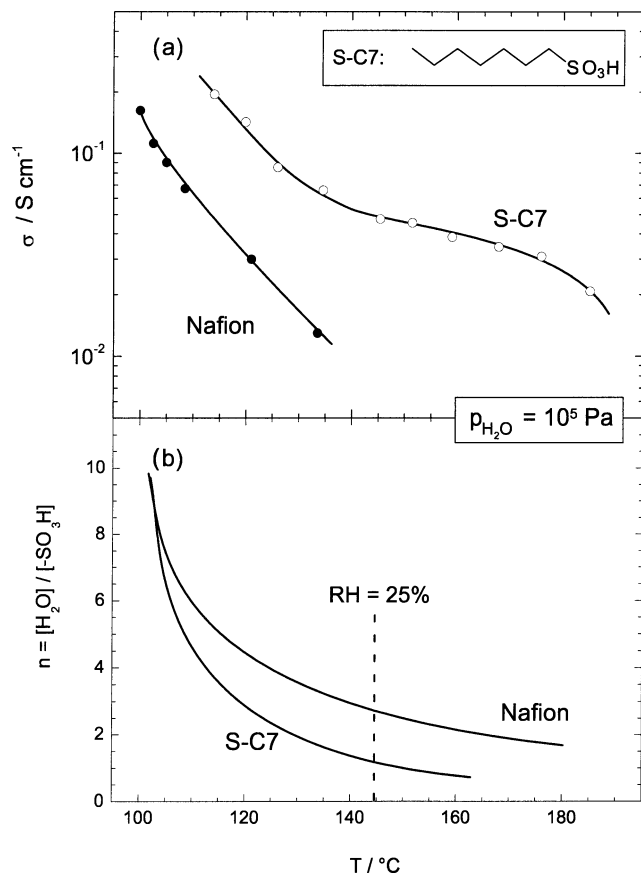 (a)
S-C7:
SO₃H
10⁻¹
σ / S cm⁻¹
S-C7
Nafion
10⁻²
p_H₂O = 10⁵ Pa
(b)
10
8
6
4
2
0
n = [H₂O] / [-SO₃H]
RH = 25%
Nafion
S-C7
100 120 140 160 180
T / °C